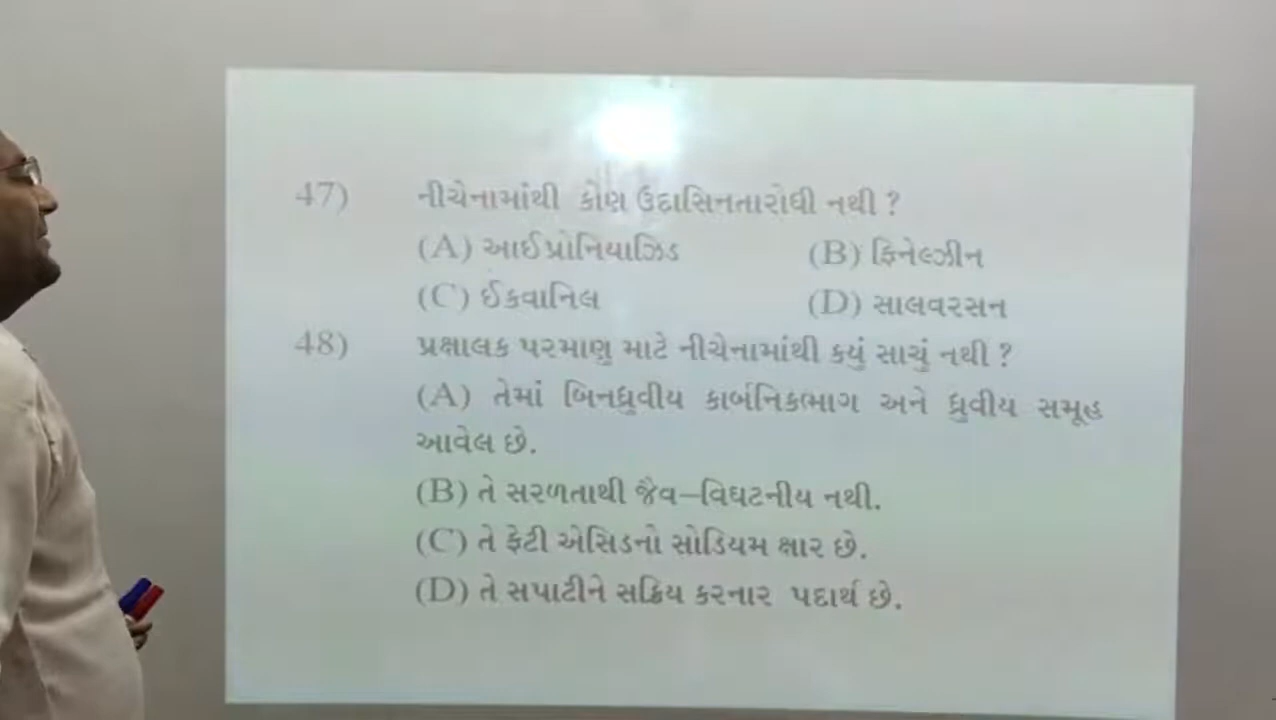 47) નીચેનામાંથી કોણ ઉદાસિનતારોધી નથી ?
(A) આઈપ્રોનિયાઝિડ (B) ફિનેલ્ઝીન
(C) ઈકવાનિલ (D) સાલવરસન
48) પ્રક્ષાલક પરમાણુ માટે નીચેનામાંથી કયું સાચું નથી ?
(A) તેમાં બિનધ્રુવીય કાર્બનિકભાગ અને ધ્રુવીય સમૂહ
આવેલ છે.
(B) તે સરળતાથી જૈવ–વિઘટનીય નથી.
(C) તે ફેટી એસિડનો સોડિયમ ક્ષાર છે.
(D) તે સપાટીને સક્રિય કરનાર પદાર્થ છે.